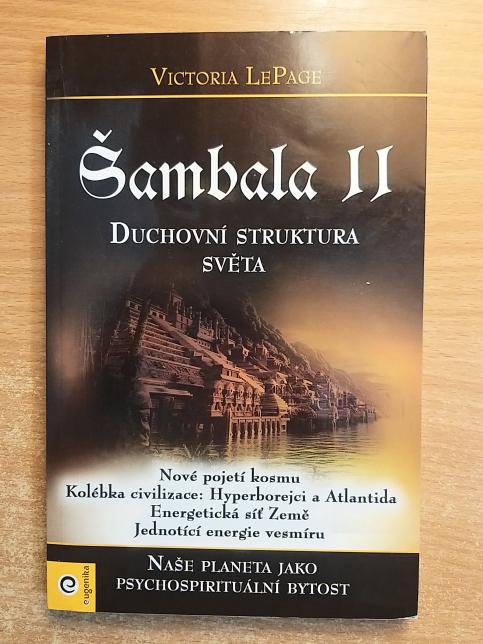 Victoria LePage
Šambala II
Duchovní struktura
světa
Nové pojetí kosmu
Kolébka civilizace: Hyperborejci a Atlantida
Energetická síť Země
Jednotící energie vesmíru
Naše planeta jako
psychospirituální bytost
eugenika